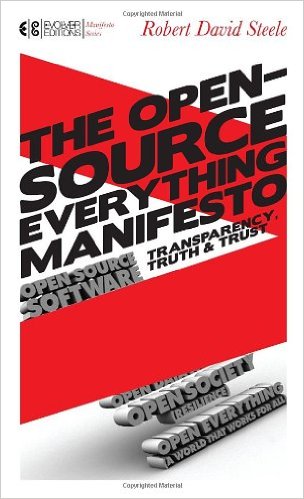 EVOLVER
EDITIONS
Manifesto
Series
Robert David Steele
THE OPEN-
SOURCE
EVERYTHING
MANIFESTO
TRANSPARENCY,
TRUTH & TRUST
OPEN SOURCE
SOFTWARE
OPEN
OPEN SOCIETY
(RESILIENCE)
OPEN EVERYTHING
(A WORLD THAT WORKS FOR ALL)